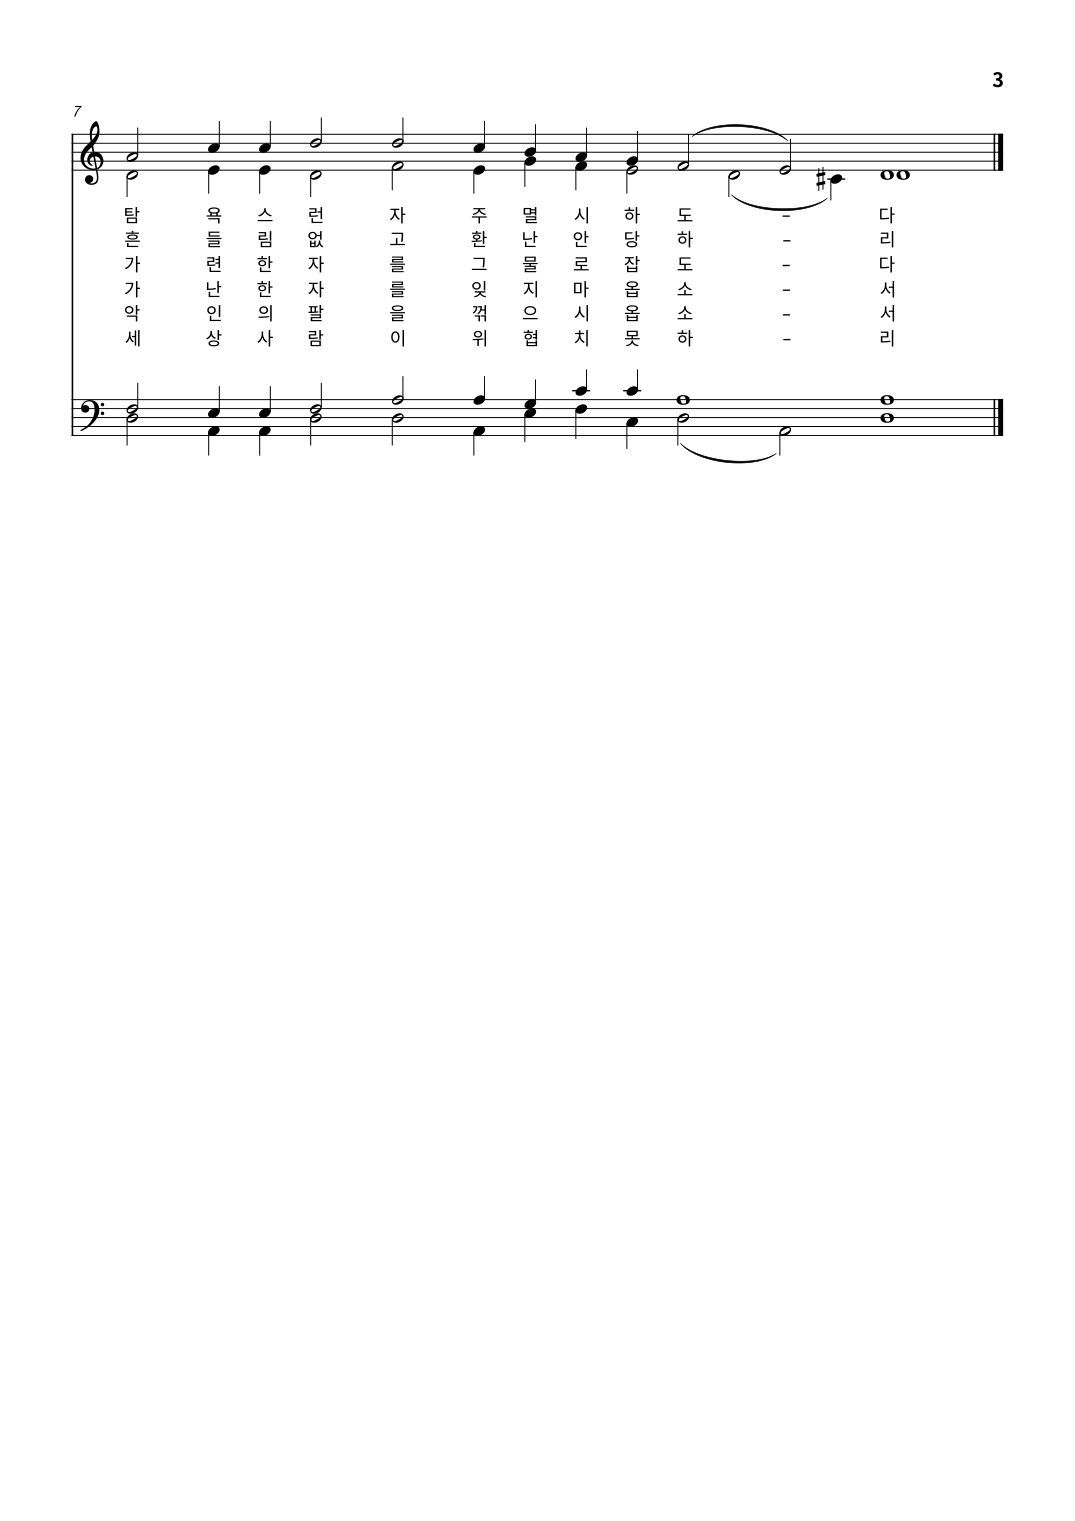 3
7
탐 욕 스 런 자 주 멸 시 하 도 - 다
흔 들 림 없 고 환 난 안 당 하 - 리
가 련 한 자 를 그 물 로 잡 도 - 다
가 난 한 자 를 잊 지 마 옵 소 - 서
악 인 의 팔 을 꺾 으 시 옵 소 - 서
세 상 사 람 이 위 협 치 못 하 - 리